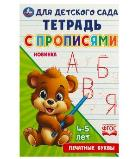 ДЛЯ ДЕТСКОГО САДА
ТЕТРАДЬ
С ПРОПИСЯМИ
НОВИНКА
А
Б
В
Я
ФГОС
4-5 лет
ПЕЧАТНЫЕ БУКВЫ